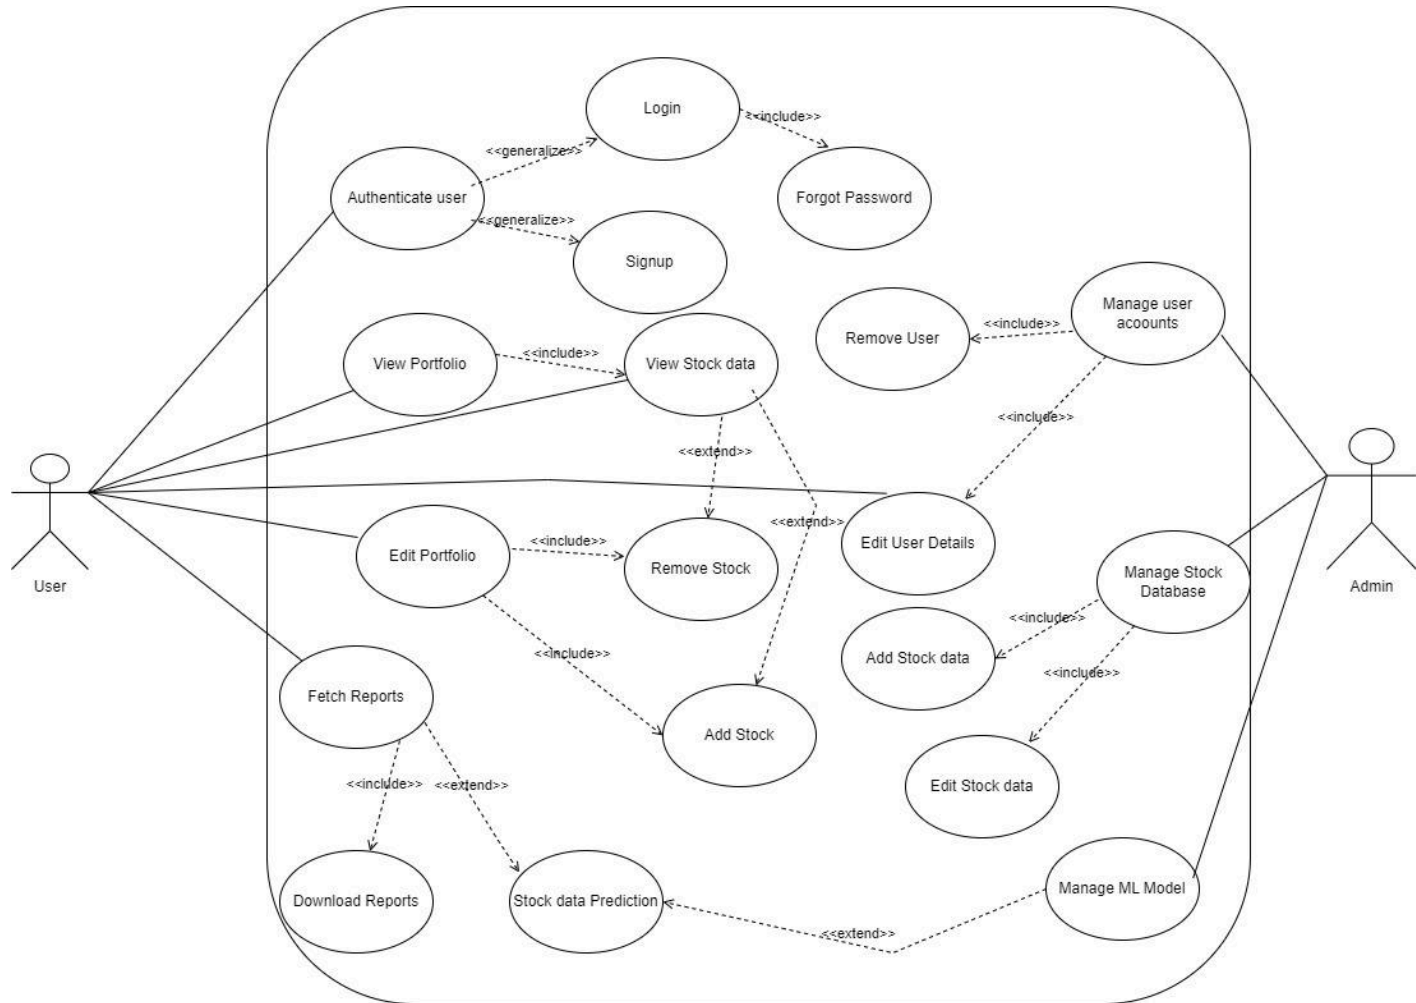 Login
<<include>>
<<generalize>>
Authenticate user
Forgot Password
<<generalize>>
Signup
Manage user
acoounts
Remove User
<<include>>
View Portfolio
<<include>>
View Stock data
<<include>>
<<extend>>
<<extend>>
Edit Portfolio
<<include>>
Remove Stock
Edit User Details
Manage Stock
Database
User
Admin
<<include>>
<<include>>
Add Stock data
<<include>>
Fetch Reports
Add Stock
<<include>>
<<extend>>
Edit Stock data
Download Reports
Stock data Prediction
Manage ML Model
<<extend>>